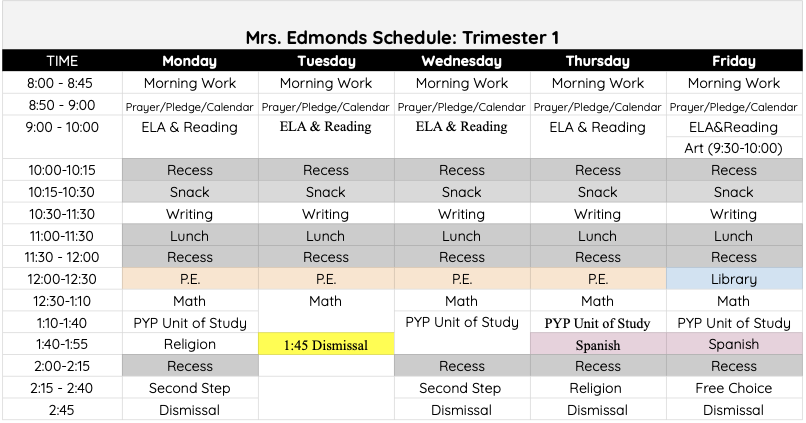 Mrs. Edmonds Schedule: Trimester 1
TIME Monday Tuesday Wednesday Thursday Friday
8:00 - 8:45 Morning Work Morning Work Morning Work Morning Work Morning Work
8:50 - 9:00 Prayer/Pledge/Calendar Prayer/Pledge/Calendar Prayer/Pledge/Calendar Prayer/Pledge/Calendar Prayer/Pledge/Calendar
9:00 - 10:00 ELA & Reading ELA & Reading ELA & Reading ELA & Reading ELA&Reading
Art (9:30-10:00)
10:00-10:15 Recess Recess Recess Recess Recess
10:15-10:30 Snack Snack Snack Snack Snack
10:30-11:30 Writing Writing Writing Writing Writing
11:00-11:30 Lunch Lunch Lunch Lunch Lunch
11:30 - 12:00 Recess Recess Recess Recess Recess
12:00-12:30 P.E. P.E. P.E. P.E. Library
12:30-1:10 Math Math Math Math Math
1:10-1:40 PYP Unit of Study PYP Unit of Study PYP Unit of Study PYP Unit of Study
1:40-1:55 Religion 1:45 Dismissal Spanish Spanish
2:00-2:15 Recess Recess Recess Recess
2:15 - 2:40 Second Step Second Step Religion Free Choice
2:45 Dismissal Dismissal Dismissal Dismissal